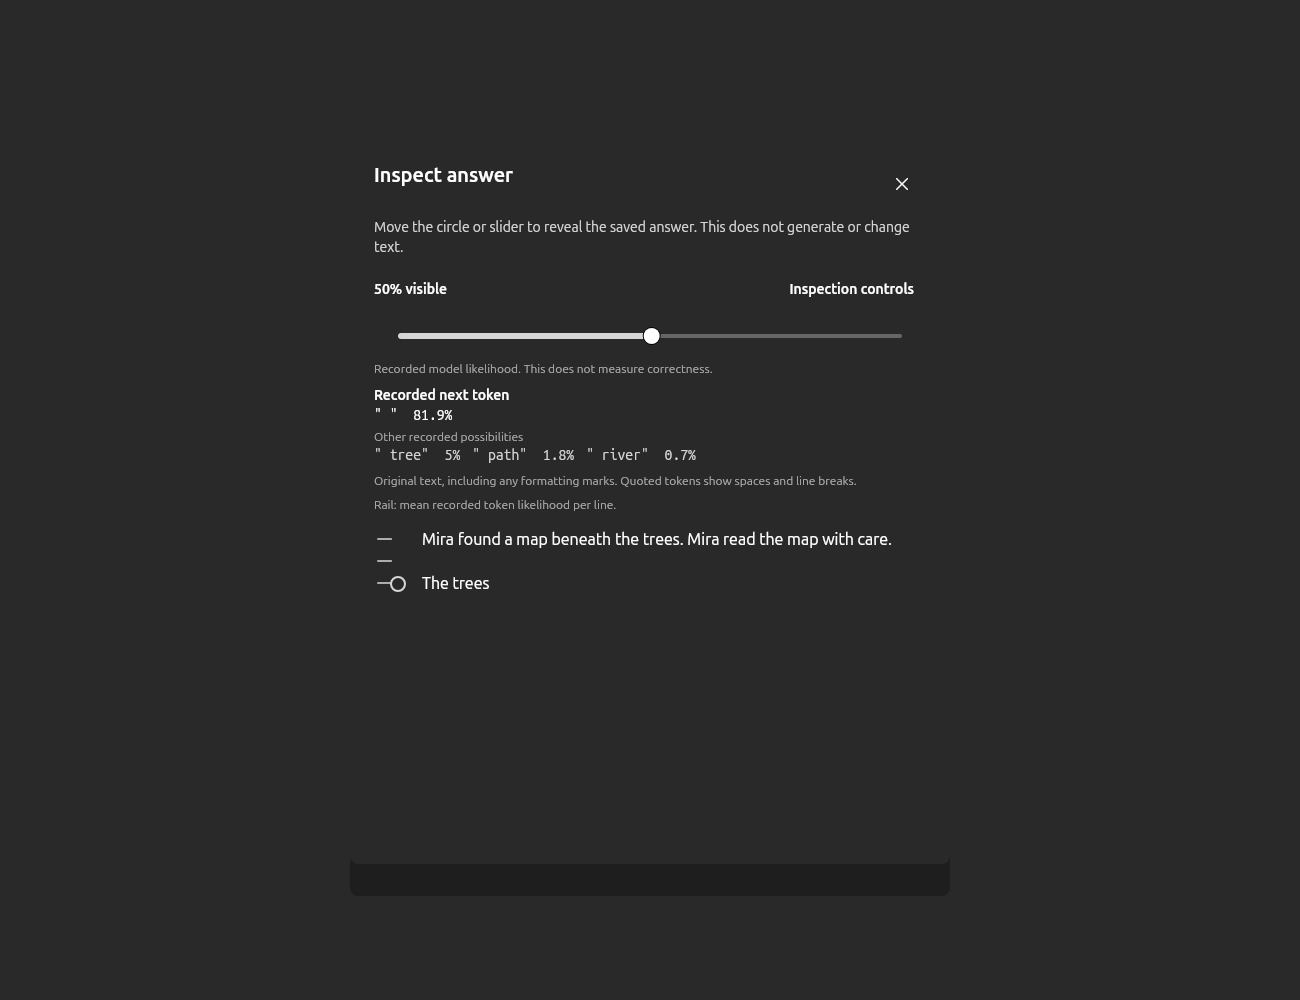 Inspect answer
Move the circle or slider to reveal the saved answer. This does not generate or change
text.
50% visible Inspection controls
Recorded model likelihood. This does not measure correctness.
Recorded next token
" " 81.9%
Other recorded possibilities
" tree" 5% " path" 1.8% " river" 0.7%
Original text, including any formatting marks. Quoted tokens show spaces and line breaks.
Rail: mean recorded token likelihood per line.
Mira found a map beneath the trees. Mira read the map with care.
The trees